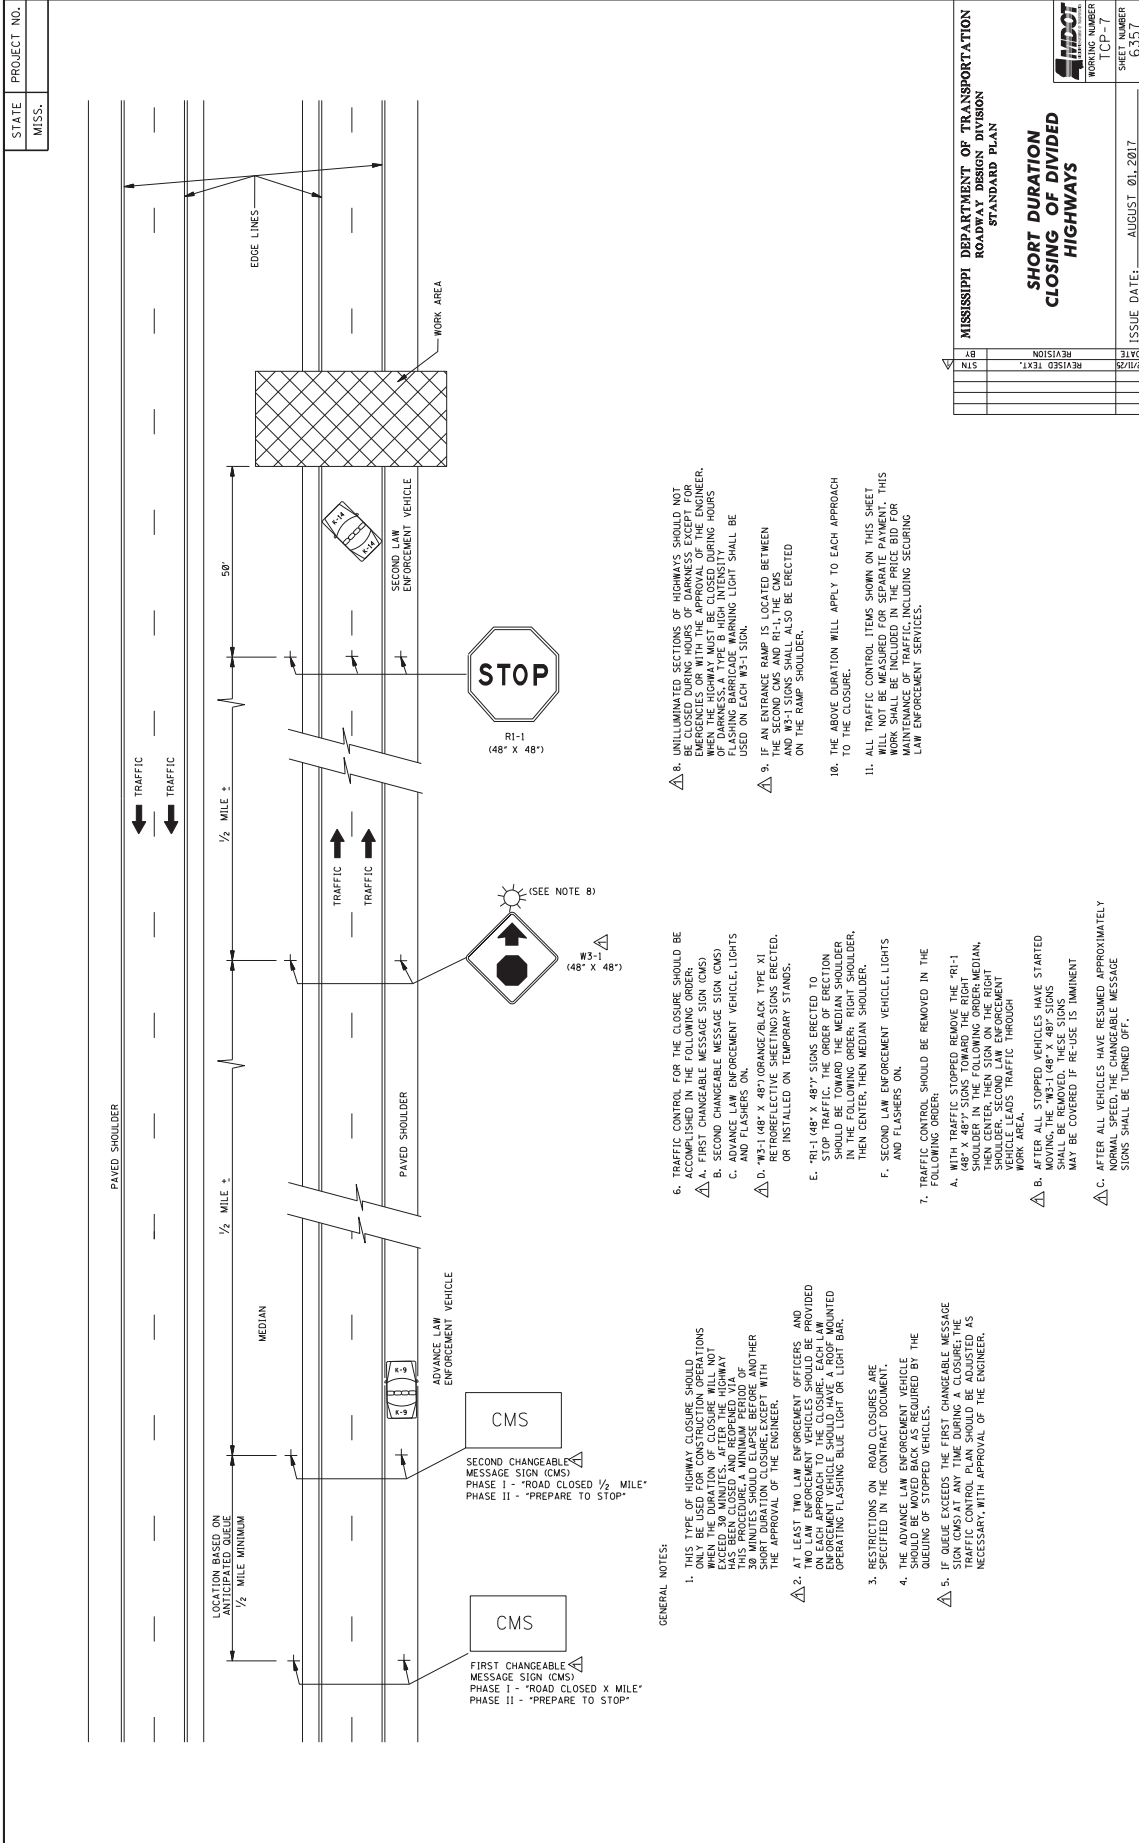 STATE
PROJECT NO.
MISS.
PAVED SHOULDER
TRAFFIC
TRAFFIC
EDGE LINES
LOCATION BASED ON
ANTICIPATED QUEUE
½ MILE MINIMUM
½ MILE ±
½ MILE ±
50'
MEDIAN
TRAFFIC
TRAFFIC
PAVED SHOULDER
K-9
K-9
ADVANCE LAW
ENFORCEMENT VEHICLE
K-14
K-14
SECOND LAW
ENFORCEMENT VEHICLE
WORK AREA
CMS
FIRST CHANGEABLE
MESSAGE SIGN (CMS)
PHASE I - "ROAD CLOSED X MILE"
PHASE II - "PREPARE TO STOP"
CMS
SECOND CHANGEABLE
MESSAGE SIGN (CMS)
PHASE I - "ROAD CLOSED ½ MILE"
PHASE II - "PREPARE TO STOP"
(SEE NOTE 8)
W3-1
(48" X 48")
STOP
R1-1
(48" X 48")
GENERAL NOTES:
1. THIS TYPE OF HIGHWAY CLOSURE SHOULD
ONLY BE USED FOR CONSTRUCTION OPERATIONS
WHEN THE DURATION OF CLOSURE WILL NOT
EXCEED 30 MINUTES. AFTER THE HIGHWAY
HAS BEEN CLOSED AND REOPENED VIA
THIS PROCEDURE, A MINIMUM PERIOD OF
30 MINUTES SHOULD ELAPSE BEFORE ANOTHER
SHORT DURATION CLOSURE, EXCEPT WITH
THE APPROVAL OF THE ENGINEER.
2. AT LEAST TWO LAW ENFORCEMENT OFFICERS AND
TWO LAW ENFORCEMENT VEHICLES SHOULD BE PROVIDED
ON EACH APPROACH TO THE CLOSURE. EACH LAW
ENFORCEMENT VEHICLE SHOULD HAVE A ROOF MOUNTED
OPERATING FLASHING BLUE LIGHT OR LIGHT BAR.
3. RESTRICTIONS ON ROAD CLOSURES ARE
SPECIFIED IN THE CONTRACT DOCUMENT.
4. THE ADVANCE LAW ENFORCEMENT VEHICLE
SHOULD BE MOVED BACK AS REQUIRED BY THE
QUEUING OF STOPPED VEHICLES.
5. IF QUEUE EXCEEDS THE FIRST CHANGEABLE MESSAGE
SIGN (CMS) AT ANY TIME DURING A CLOSURE; THE
TRAFFIC CONTROL PLAN SHOULD BE ADJUSTED AS
NECESSARY, WITH APPROVAL OF THE ENGINEER.
6. TRAFFIC CONTROL FOR THE CLOSURE SHOULD BE
ACCOMPLISHED IN THE FOLLOWING ORDER:
A. FIRST CHANGEABLE MESSAGE SIGN (CMS)
B. SECOND CHANGEABLE MESSAGE SIGN (CMS)
C. ADVANCE LAW ENFORCEMENT VEHICLE, LIGHTS
AND FLASHERS ON.
D. "W3-1 (48" X 48") (ORANGE/BLACK TYPE XI
RETROREFLECTIVE SHEETING) SIGNS ERECTED.
OR INSTALLED ON TEMPORARY STANDS.
E. "R1-1 (48" X 48")" SIGNS ERECTED TO
STOP TRAFFIC. THE ORDER OF ERECTION
SHOULD BE TOWARD THE MEDIAN SHOULDER
IN THE FOLLOWING ORDER: RIGHT SHOULDER,
THEN CENTER, THEN MEDIAN SHOULDER.
F. SECOND LAW ENFORCEMENT VEHICLE, LIGHTS
AND FLASHERS ON.
7. TRAFFIC CONTROL SHOULD BE REMOVED IN THE
FOLLOWING ORDER:
A. WITH TRAFFIC STOPPED REMOVE THE "R1-1
(48" X 48")" SIGNS TOWARD THE RIGHT
SHOULDER IN THE FOLLOWING ORDER: MEDIAN,
THEN CENTER, THEN SIGN ON THE RIGHT
SHOULDER. SECOND LAW ENFORCEMENT
VEHICLE LEADS TRAFFIC THROUGH
WORK AREA.
B. AFTER ALL STOPPED VEHICLES HAVE STARTED
MOVING, THE "W3-1 (48" X 48)" SIGNS
SHALL BE REMOVED. THESE SIGNS
MAY BE COVERED IF RE-USE IS IMMINENT
C. AFTER ALL VEHICLES HAVE RESUMED APPROXIMATELY
NORMAL SPEED, THE CHANGEABLE MESSAGE
SIGNS SHALL BE TURNED OFF.
8. UNILLUMINATED SECTIONS OF HIGHWAYS SHOULD NOT
BE CLOSED DURING HOURS OF DARKNESS EXCEPT FOR
EMERGENCIES OR WITH THE APPROVAL OF THE ENGINEER.
WHEN THE HIGHWAY MUST BE CLOSED DURING HOURS
OF DARKNESS, A TYPE B HIGH INTENSITY
FLASHING BARRICADE WARNING LIGHT SHALL BE
USED ON EACH W3-1 SIGN.
9. IF AN ENTRANCE RAMP IS LOCATED BETWEEN
THE SECOND CMS AND R1-1, THE CMS
AND W3-1 SIGNS SHALL ALSO BE ERECTED
ON THE RAMP SHOULDER.
10. THE ABOVE DURATION WILL APPLY TO EACH APPROACH
TO THE CLOSURE.
11. ALL TRAFFIC CONTROL ITEMS SHOWN ON THIS SHEET
WILL NOT BE MEASURED FOR SEPARATE PAYMENT. THIS
WORK SHALL BE INCLUDED IN THE PRICE BID FOR
MAINTENANCE OF TRAFFIC, INCLUDING SECURING
LAW ENFORCEMENT SERVICES.
STN
REVISED TEXT.
BY
REVISION
DATE
MISSISSIPPI DEPARTMENT OF TRANSPORTATION
ROADWAY DESIGN DIVISION
STANDARD PLAN
SHORT DURATION
CLOSING OF DIVIDED
HIGHWAYS
MDOT
WORKING NUMBER
TCP-7
SHEET NUMBER
6357
ISSUE DATE: AUGUST 01, 2017